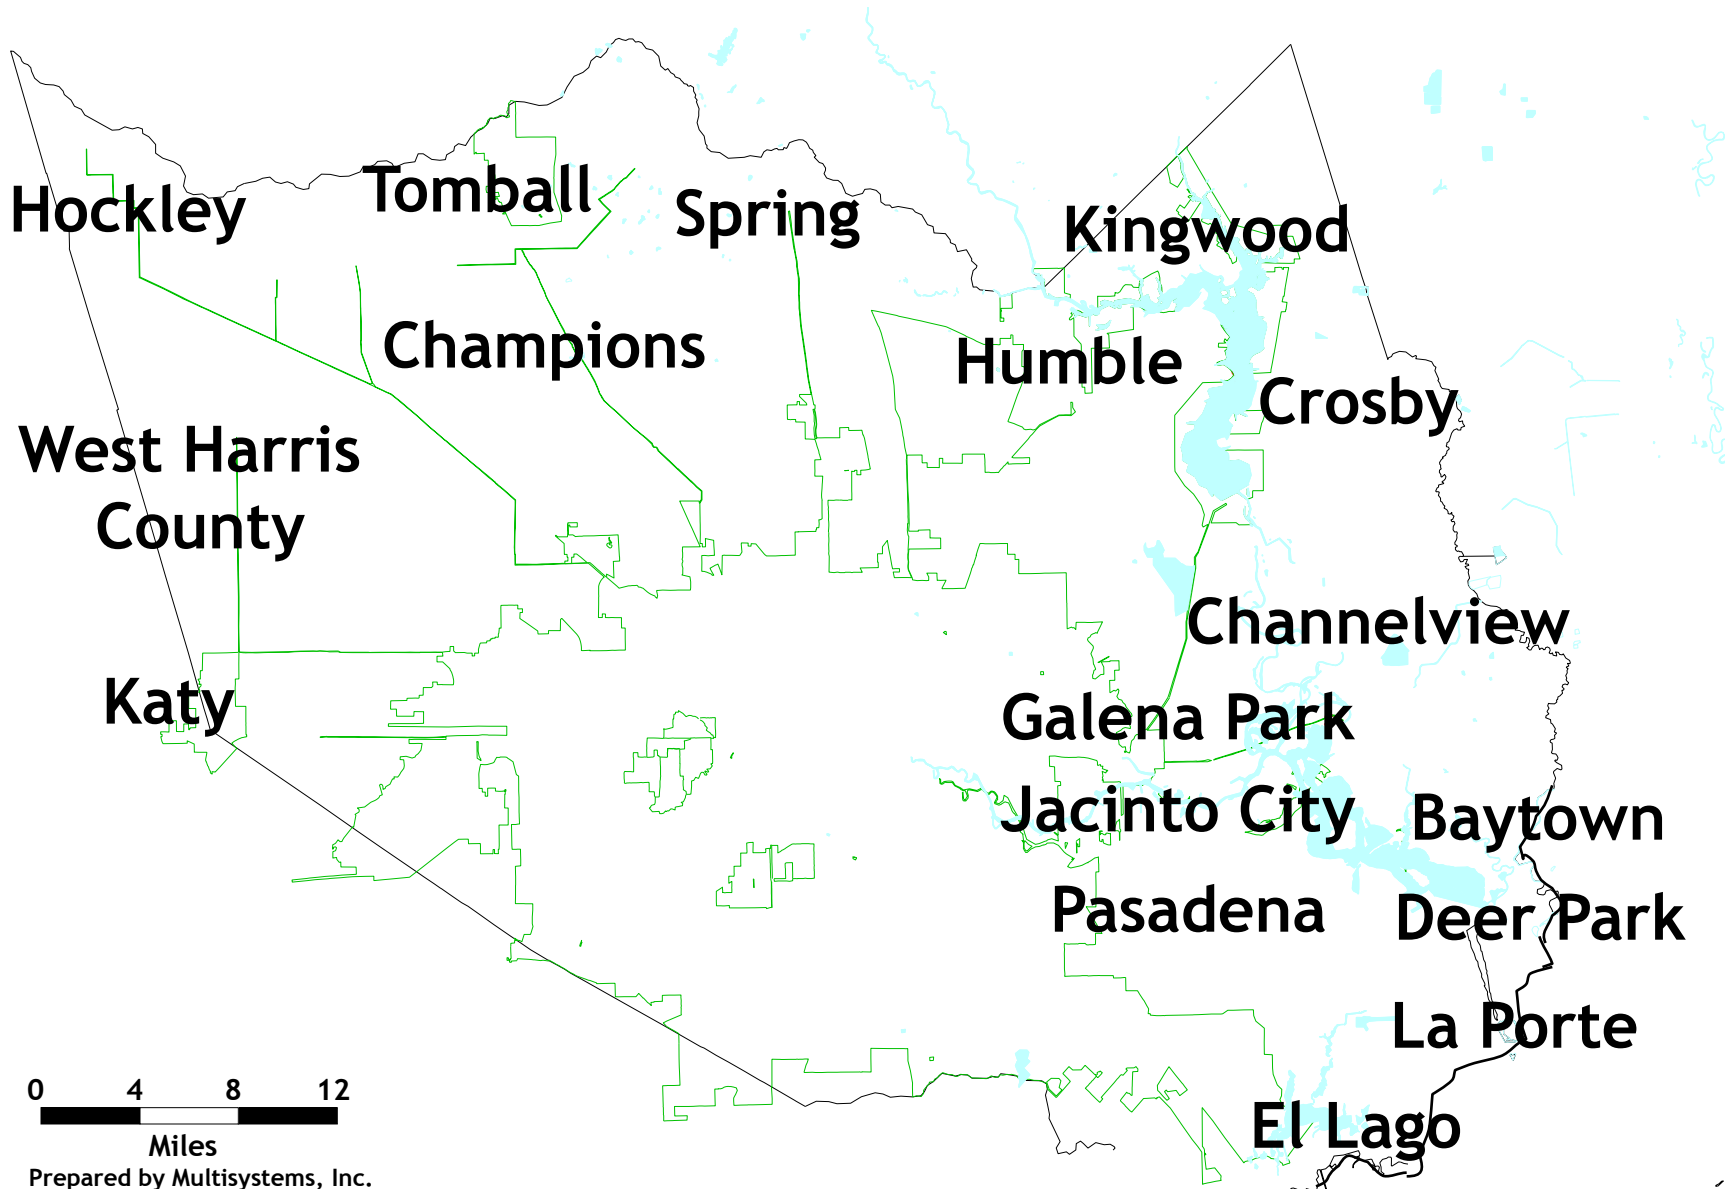 Tomball
Hockley
Spring
Kingwood
Champions
Humble
Crosby
West Harris
County
Channelview
Katy
Galena Park
Jacinto City
Baytown
Pasadena
Deer Park
La Porte
El Lago
0 4 8 12
Miles
Prepared by Multisystems, Inc.